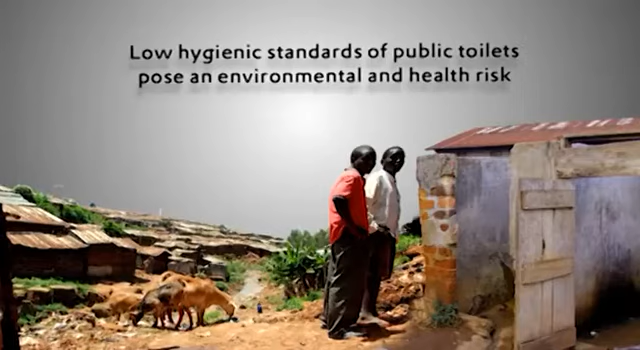 Low hygienic standards of public toilets
pose an environmental and health risk